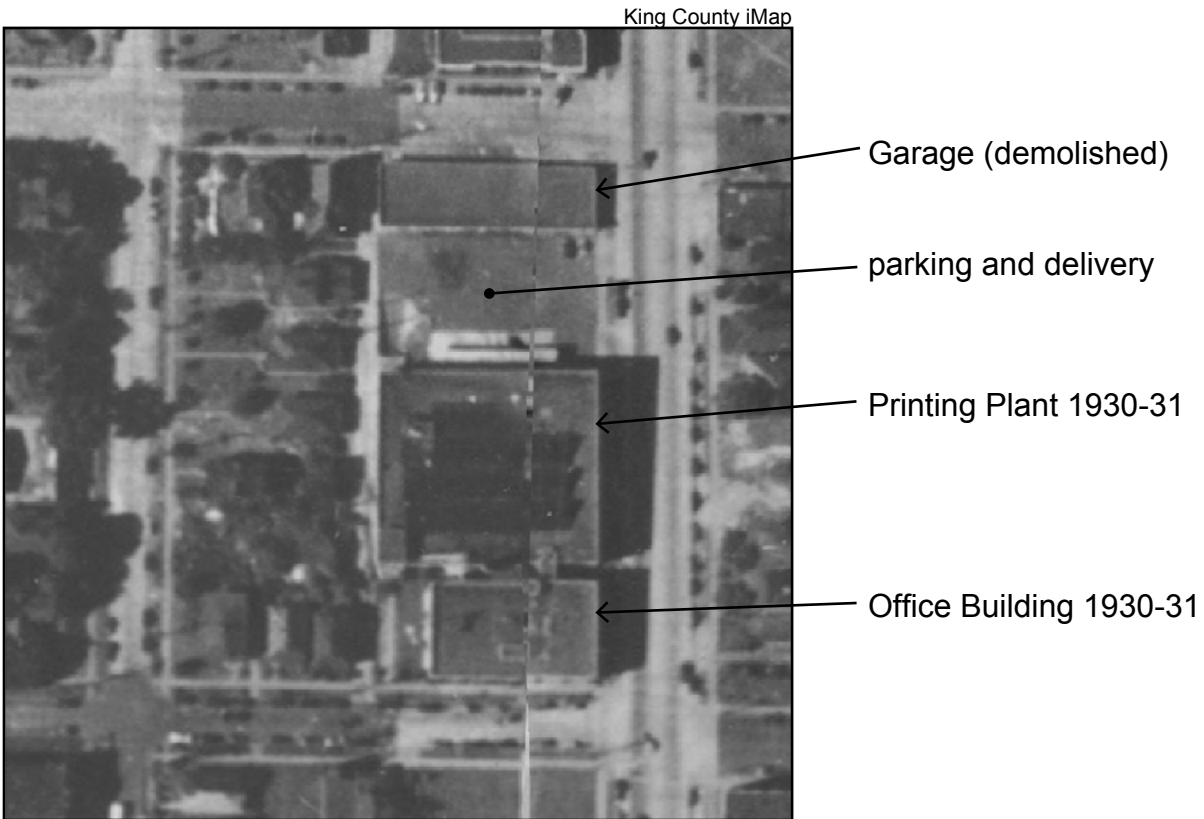 King County iMap
Garage (demolished)
parking and delivery
Printing Plant 1930-31
Office Building 1930-31